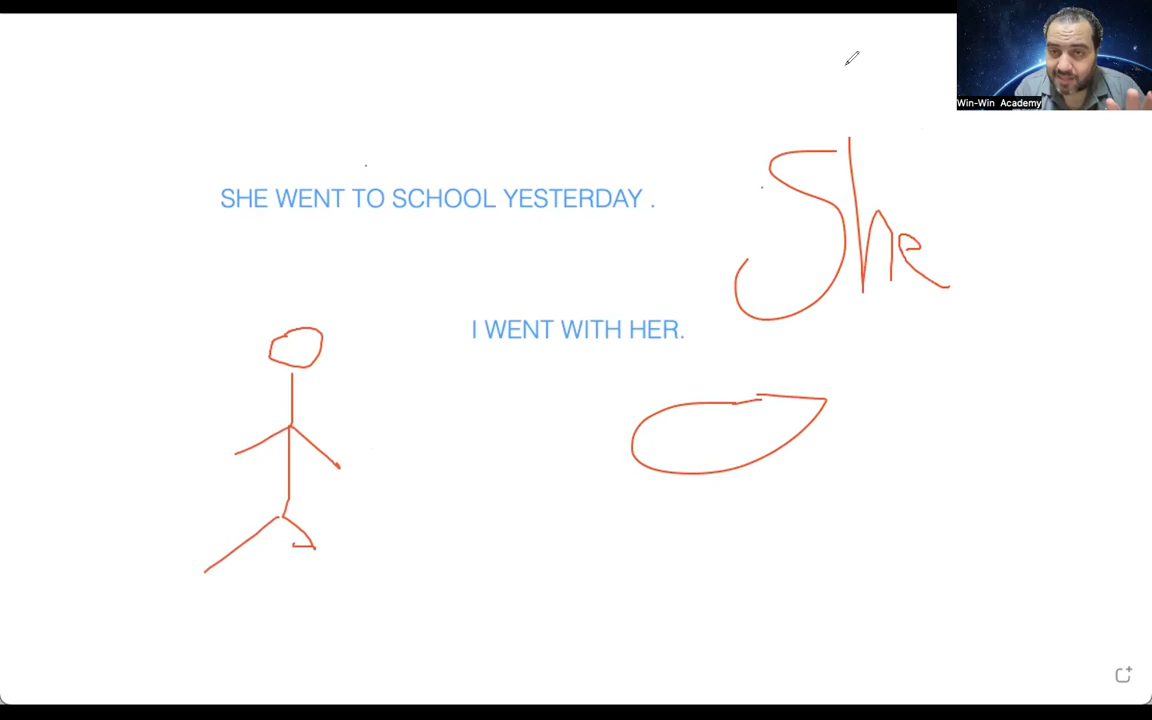 Win-Win Academy
SHE WENT TO SCHOOL YESTERDAY .
She
I WENT WITH HER.